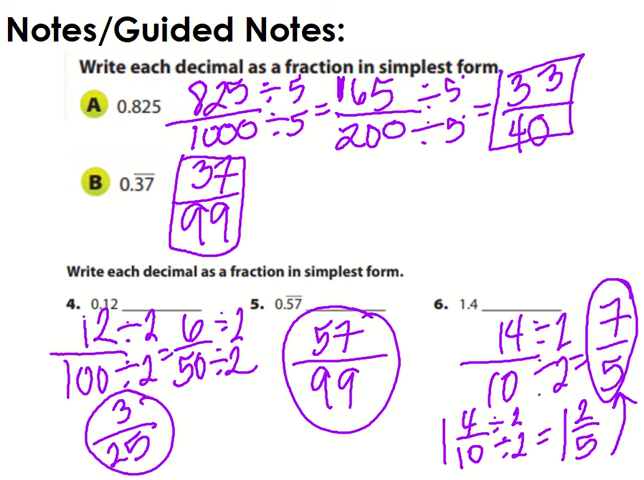 Notes/Guided Notes:
Write each decimal as a fraction in simplest form.
A 0.825 825/1000 ÷5/÷5 = 165/200 ÷5/÷5 = 33/40
B 0.3̅7̅ 37/99
Write each decimal as a fraction in simplest form.
4. 0.12 ____________ 5. 0.5̅7̅ ____________ 6. 1.4 ____________
12/100 ÷2/÷2 = 6/50 ÷2/÷2 57/99 14/10 ÷2/÷2 = 7/5
3/25 1 4/10 ÷2/÷2 = 1 2/5